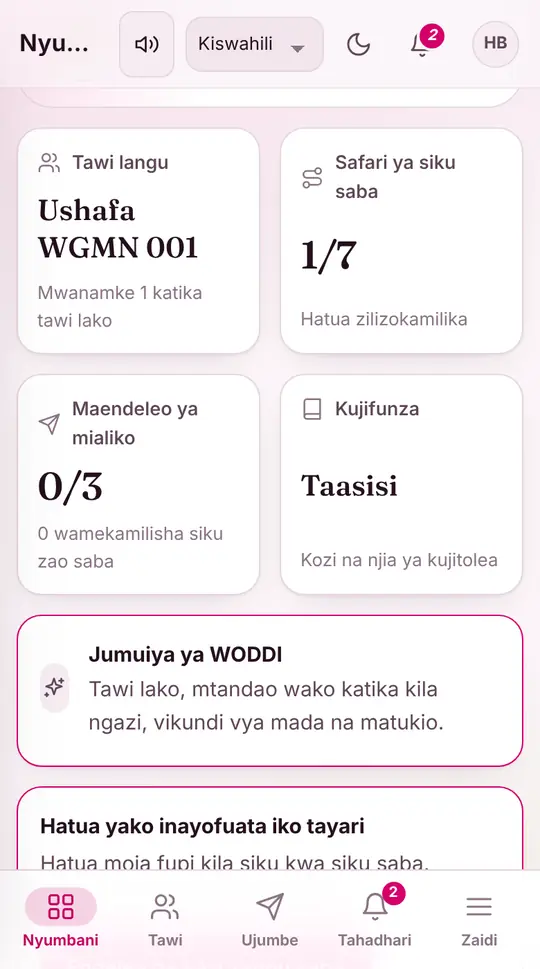 Nyu...
Kiswahili
2
HB
Tawi langu
Ushafa
WGMN 001
Mwanamke 1 katika
tawi lako
Safari ya siku
saba
1/7
Hatua zilizokamilika
Maendeleo ya
mialiko
0/3
0 wamekamilisha siku
zao saba
Kujifunza
Taasisi
Kozi na njia ya kujitolea
Jumuiya ya WODDI
Tawi lako, mtandao wako katika kila
ngazi, vikundi vya mada na matukio.
Hatua yako inayofuata iko tayari
Hatua moja fupi kila siku kwa siku saba.
2
Nyumbani
Tawi
Ujumbe
Tahadhari
Zaidi